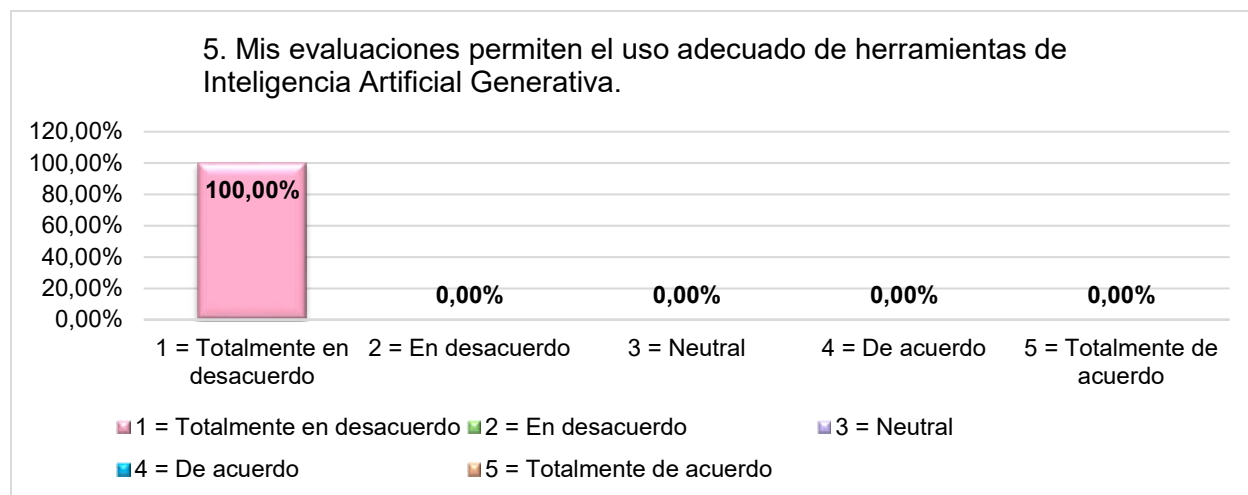 5. Mis evaluaciones permiten el uso adecuado de herramientas de
Inteligencia Artificial Generativa.
120,00%
100,00%
80,00%
60,00%
40,00%
20,00%
0,00%
100,00%
0,00%
0,00%
0,00%
0,00%
1 = Totalmente en
desacuerdo
2 = En desacuerdo
3 = Neutral
4 = De acuerdo
5 = Totalmente de
acuerdo
1 = Totalmente en desacuerdo
2 = En desacuerdo
3 = Neutral
4 = De acuerdo
5 = Totalmente de acuerdo